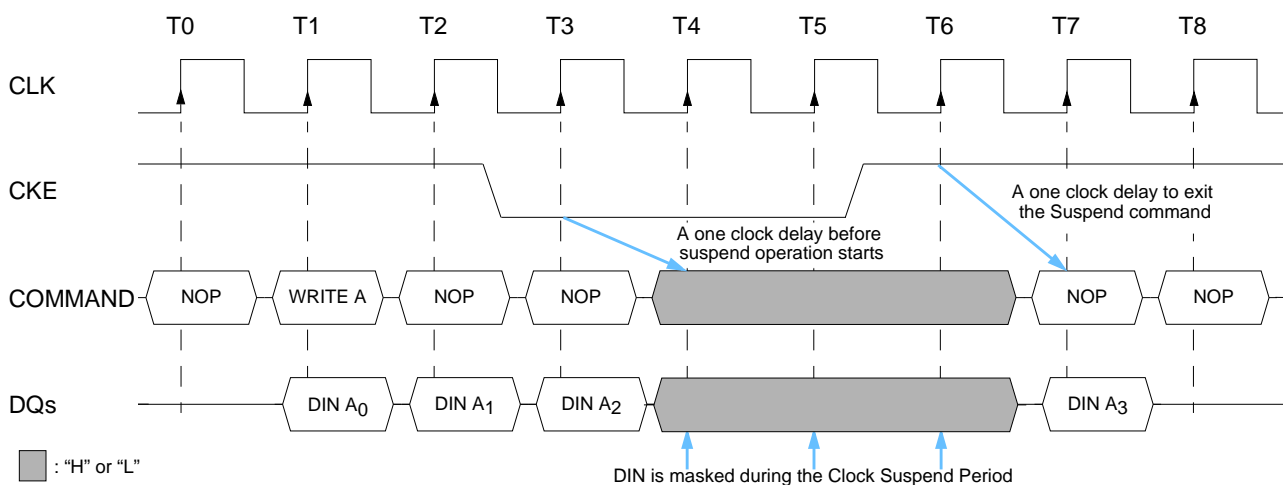 T0 T1 T2 T3 T4 T5 T6 T7 T8
CLK
CKE
A one clock delay to exit
the Suspend command
A one clock delay before
suspend operation starts
COMMAND NOP WRITE A NOP NOP NOP NOP
DQs DIN A0 DIN A1 DIN A2 DIN A3
: “H” or “L”
DIN is masked during the Clock Suspend Period